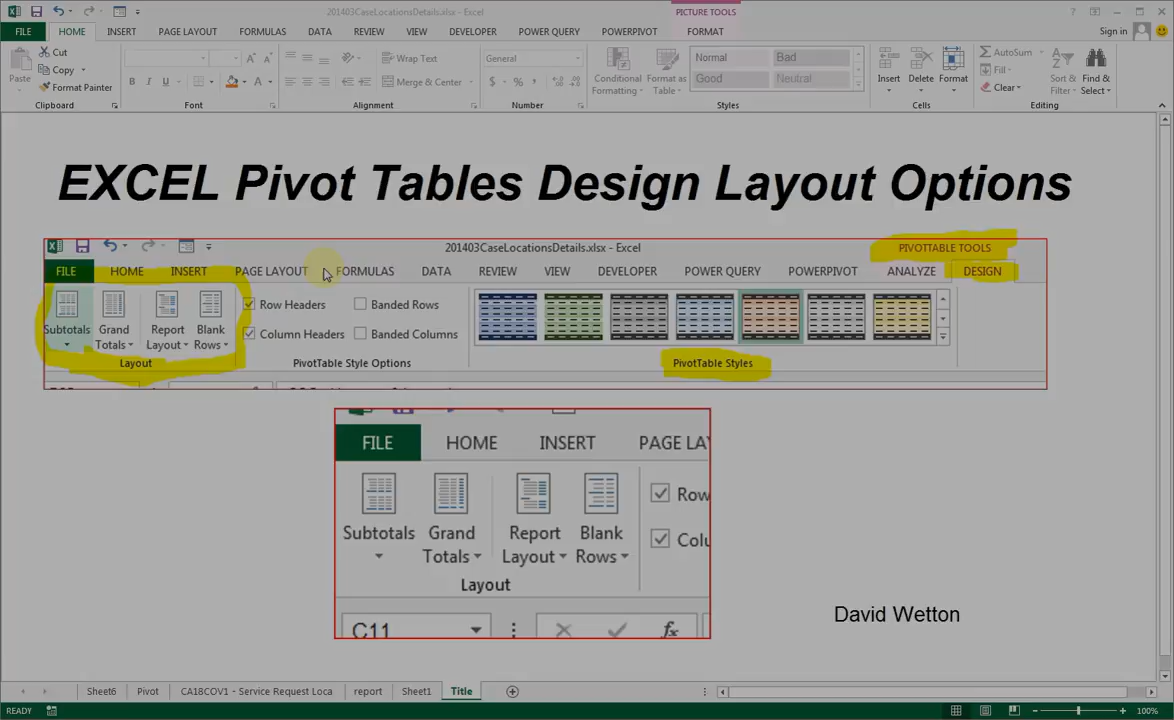 201403CaseLocationsDetails.xlsx - Excel
PICTURE TOOLS
FILE HOME INSERT PAGE LAYOUT FORMULAS DATA REVIEW VIEW DEVELOPER POWER QUERY POWERPIVOT FORMAT Sign in
Cut
Copy
Format Painter
Paste
Clipboard
B I U
A A
Font
Wrap Text
Merge & Center
Alignment
General
$ % ,
Number
Conditional Formatting
Format as Table
Normal Bad
Good Neutral
Styles
Insert Delete Format
Cells
AutoSum
Fill
Clear
Sort & Filter
Find & Select
Editing
EXCEL Pivot Tables Design Layout Options
201403CaseLocationsDetails.xlsx - Excel
PIVOTTABLE TOOLS
FILE HOME INSERT PAGE LAYOUT FORMULAS DATA REVIEW VIEW DEVELOPER POWER QUERY POWERPIVOT ANALYZE DESIGN
Subtotals
Grand Totals
Report Layout
Blank Rows
Layout
Row Headers Banded Rows
Column Headers Banded Columns
PivotTable Style Options
PivotTable Styles
FILE HOME INSERT PAGE LA
Subtotals
Grand Totals
Report Layout
Blank Rows
Row
Colu
Layout
C11
fx
David Wetton
Sheet6 Pivot CA18COV1 - Service Request Loca report Sheet1 Title
READY
100%